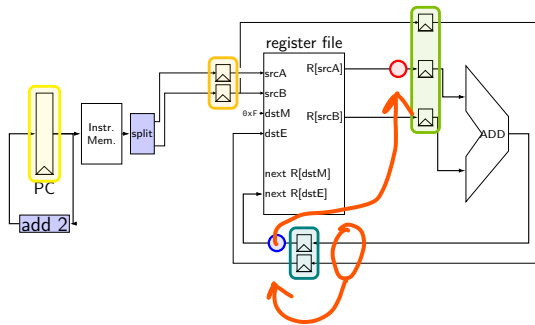 register file
srcA
R[srcA]
srcB
0xF
dstM
R[srcB]
dstE
Instr.
Mem.
split
ADD
next R[dstM]
PC
next R[dstE]
add 2